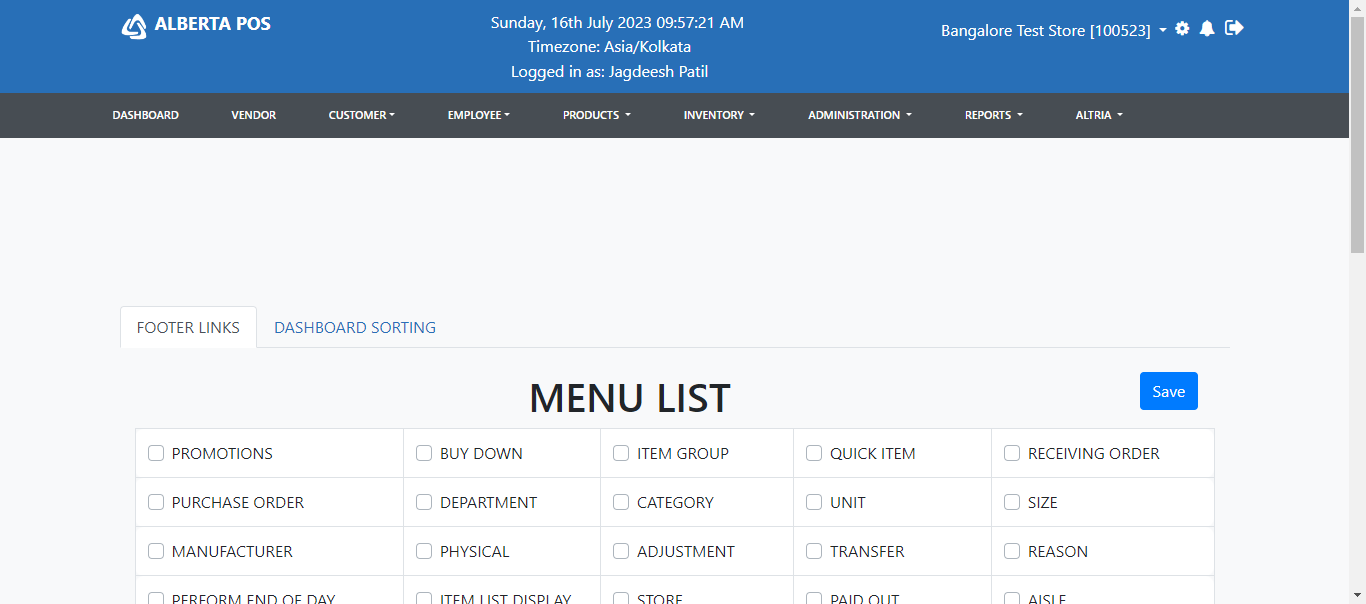 ALBERTA POS
Sunday, 16th July 2023 09:57:21 AM
Timezone: Asia/Kolkata
Logged in as: Jagdeesh Patil
Bangalore Test Store [100523]
DASHBOARD VENDOR CUSTOMER EMPLOYEE PRODUCTS INVENTORY ADMINISTRATION REPORTS ALTRIA
FOOTER LINKS DASHBOARD SORTING
MENU LIST
Save
PROMOTIONS BUY DOWN ITEM GROUP QUICK ITEM RECEIVING ORDER
PURCHASE ORDER DEPARTMENT CATEGORY UNIT SIZE
MANUFACTURER PHYSICAL ADJUSTMENT TRANSFER REASON
PERFORM END OF DAY ITEM LIST DISPLAY STORE PAID OUT AISLE